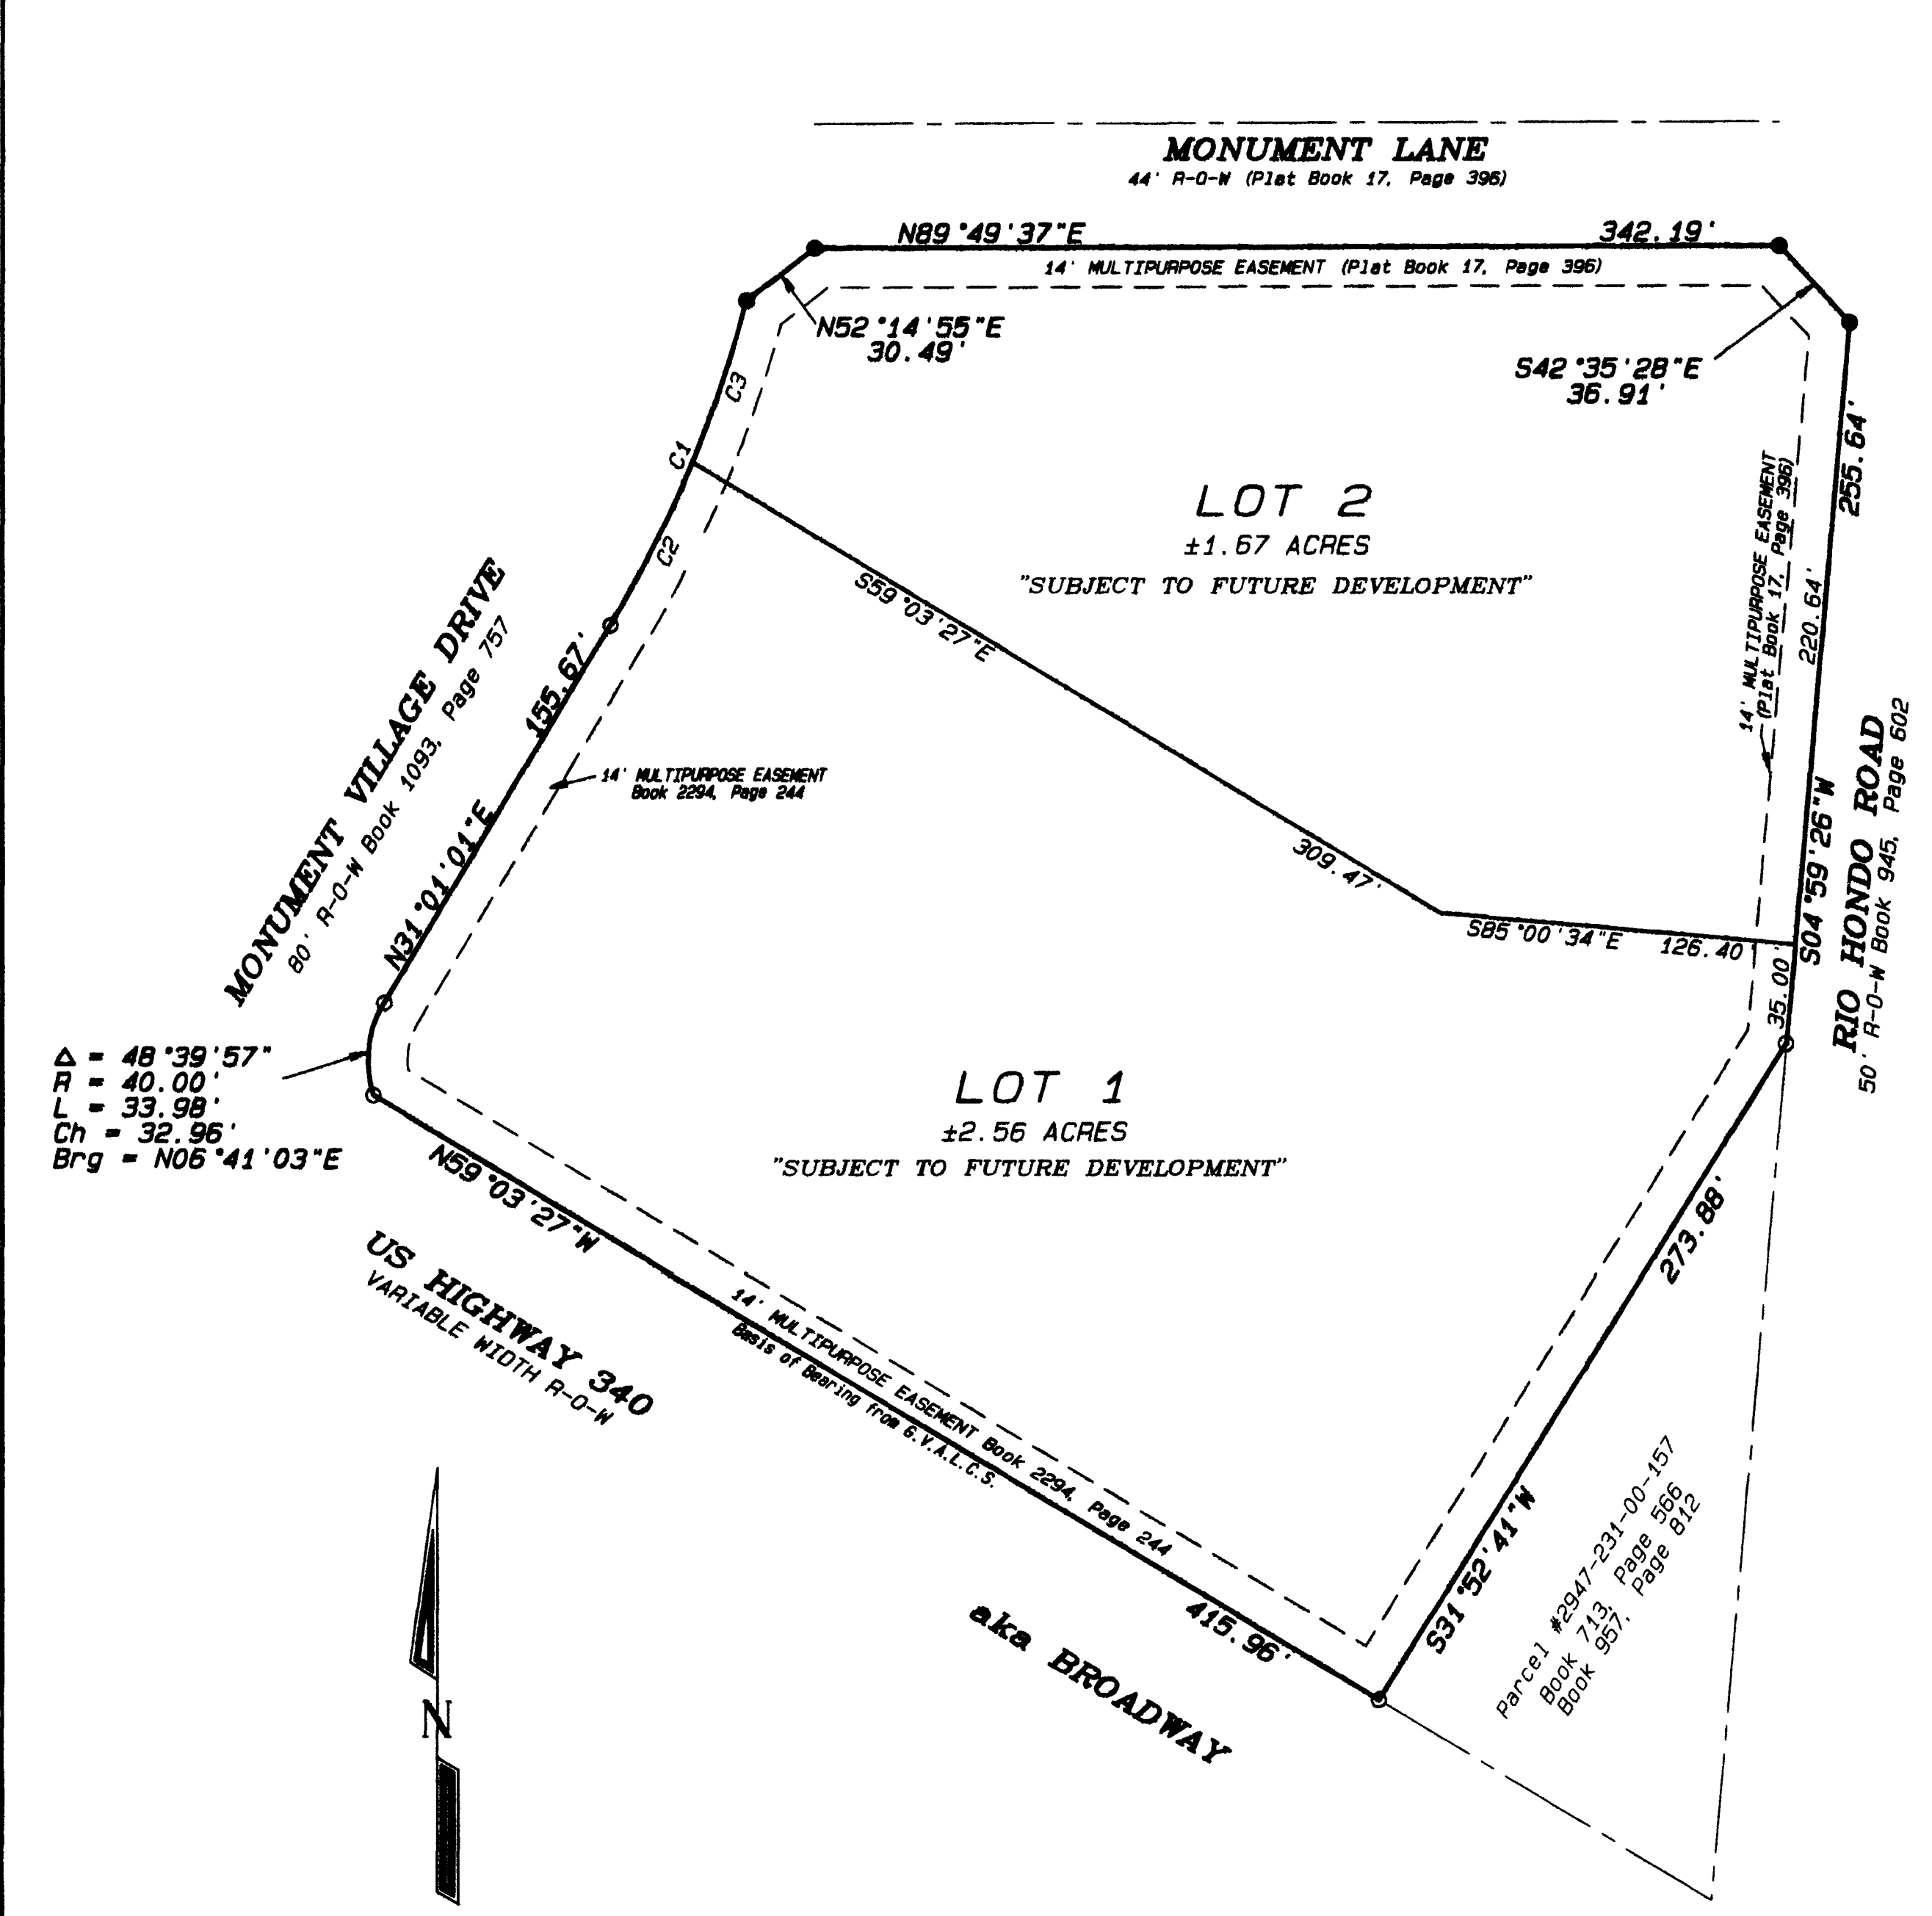 MONUMENT LANE
44' R-O-W (Plat Book 17, Page 396)
N89°49'37"E
342.19'
14' MULTIPURPOSE EASEMENT (Plat Book 17, Page 396)
N52°14'55"E
30.49'
S42°35'28"E
36.91'
C3
C1
C2
255.64'
LOT 2
±1.67 ACRES
"SUBJECT TO FUTURE DEVELOPMENT"
14' MULTIPURPOSE EASEMENT
(Plat Book 17, Page 396)
220.64'
S59°03'27"E
309.47'
MONUMENT VILLAGE DRIVE
80' R-O-W Book 1093, Page 757
155.67'
N31°01'01"E
14' MULTIPURPOSE EASEMENT
Book 2294, Page 244
S04°59'26"W
RIO HONDO ROAD
50' R-O-W Book 945, Page 602
S85°00'34"E
126.40'
35.00'
Δ = 48°39'57"
R = 40.00'
L = 33.98'
Ch = 32.96'
Brg = N06°41'03"E
LOT 1
±2.56 ACRES
"SUBJECT TO FUTURE DEVELOPMENT"
N59°03'27"W
US HIGHWAY 340
VARIABLE WIDTH R-O-W
14' MULTIPURPOSE EASEMENT Book 2294, Page 244
Basis of Bearing from G.V.A.L.C.S.
273.88'
S31°52'41"W
415.96'
aka BROADWAY
Parcel #2947-231-00-157
Book 713, Page 566
Book 957, Page 812
N